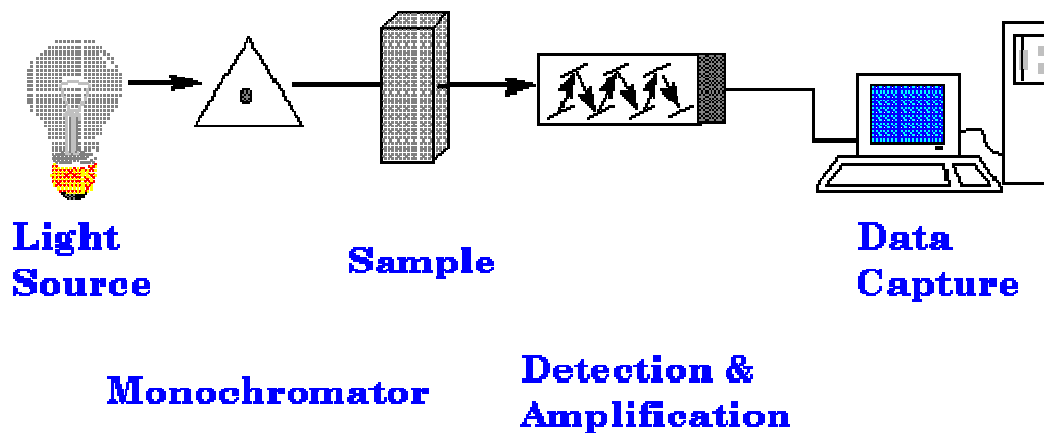 Light
Source
Sample
Data
Capture
Monochromator
Detection &
Amplification